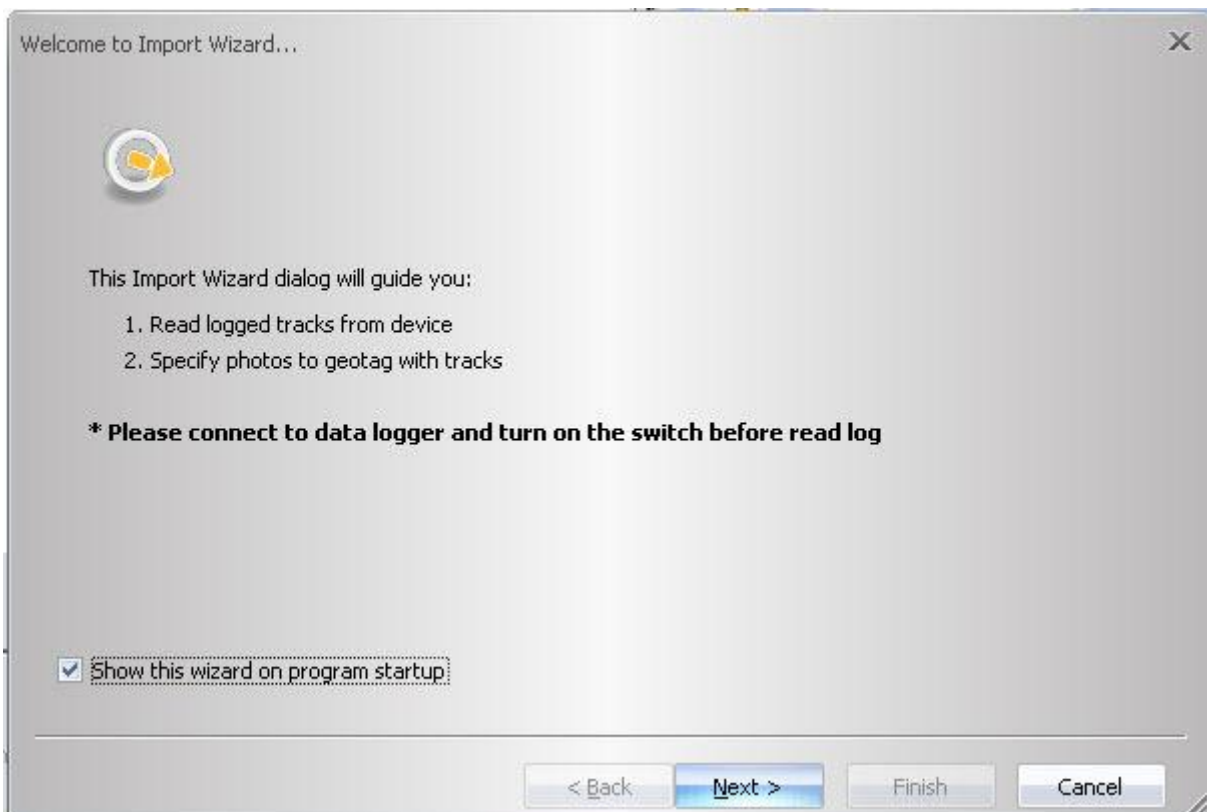 Welcome to Import Wizard...
This Import Wizard dialog will guide you:
1. Read logged tracks from device
2. Specify photos to geotag with tracks
* Please connect to data logger and turn on the switch before read log
Show this wizard on program startup
< Back Next > Finish Cancel